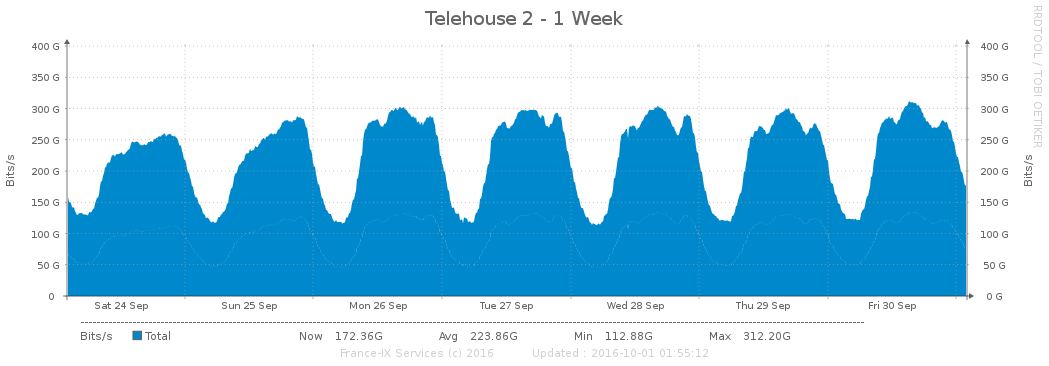 Telehouse 2 - 1 Week
RRDTOOL / TOBI OETIKER
Bits/s
400 G 400 G
350 G 350 G
300 G 300 G
250 G 250 G
200 G 200 G
150 G 150 G
100 G 100 G
50 G 50 G
0 0 G
Bits/s
Sat 24 Sep Sun 25 Sep Mon 26 Sep Tue 27 Sep Wed 28 Sep Thu 29 Sep Fri 30 Sep
Bits/s Total Now 172.36G Avg 223.86G Min 112.88G Max 312.20G
France-IX Services (c) 2016 Updated : 2016-10-01 01:55:12